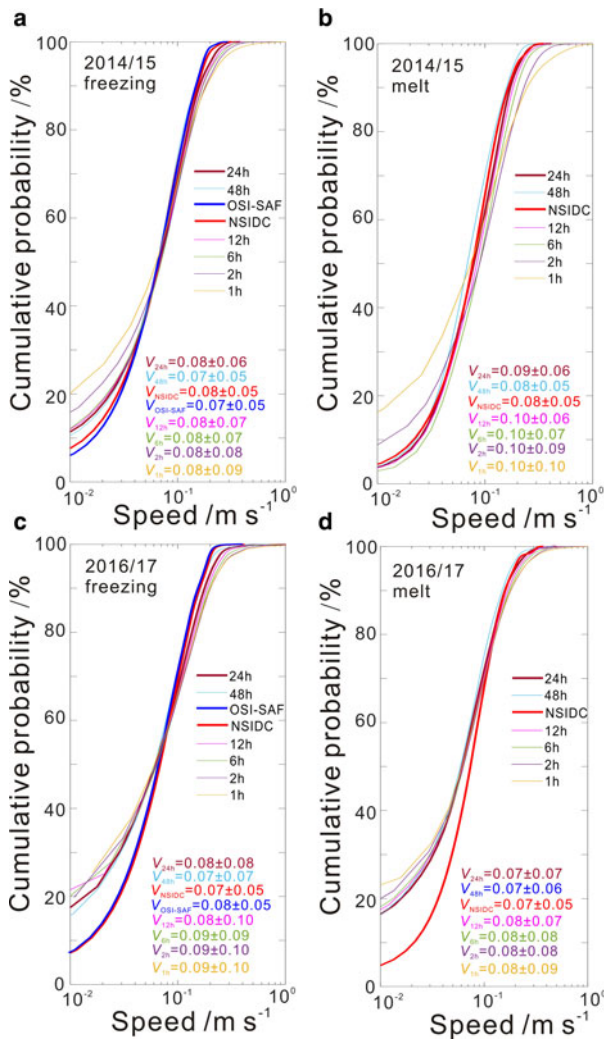 a
Cumulative probability /%
100
80
60
40
20
0
2014/15
freezing
24h
48h
OSI-SAF
NSIDC
12h
6h
2h
1h
V24h=0.08±0.06
V48h=0.07±0.05
VNSIDC=0.08±0.05
VOSI-SAF=0.07±0.05
V12h=0.08±0.07
V6h=0.08±0.07
V2h=0.08±0.08
V1h=0.08±0.09
10-2 10-1 100
Speed /m s-1
b
Cumulative probability /%
100
80
60
40
20
0
2014/15
melt
24h
48h
NSIDC
12h
6h
2h
1h
V24h=0.09±0.06
V48h=0.08±0.05
VNSIDC=0.08±0.05
V12h=0.10±0.06
V6h=0.10±0.07
V2h=0.10±0.09
V1h=0.10±0.10
10-2 10-1 100
Speed /m s-1
c
Cumulative probability /%
100
80
60
40
20
0
2016/17
freezing
24h
48h
OSI-SAF
NSIDC
12h
6h
2h
1h
V24h=0.08±0.08
V48h=0.07±0.07
VNSIDC=0.07±0.05
VOSI-SAF=0.08±0.05
V12h=0.08±0.10
V6h=0.09±0.09
V2h=0.09±0.10
V1h=0.09±0.10
10-2 10-1 100
Speed /m s-1
d
Cumulative probability /%
100
80
60
40
20
0
2016/17
melt
24h
48h
NSIDC
12h
6h
2h
1h
V24h=0.07±0.07
V48h=0.07±0.06
VNSIDC=0.07±0.05
V12h=0.08±0.07
V6h=0.08±0.08
V2h=0.08±0.08
V1h=0.08±0.09
10-2 10-1 100
Speed /m s-1